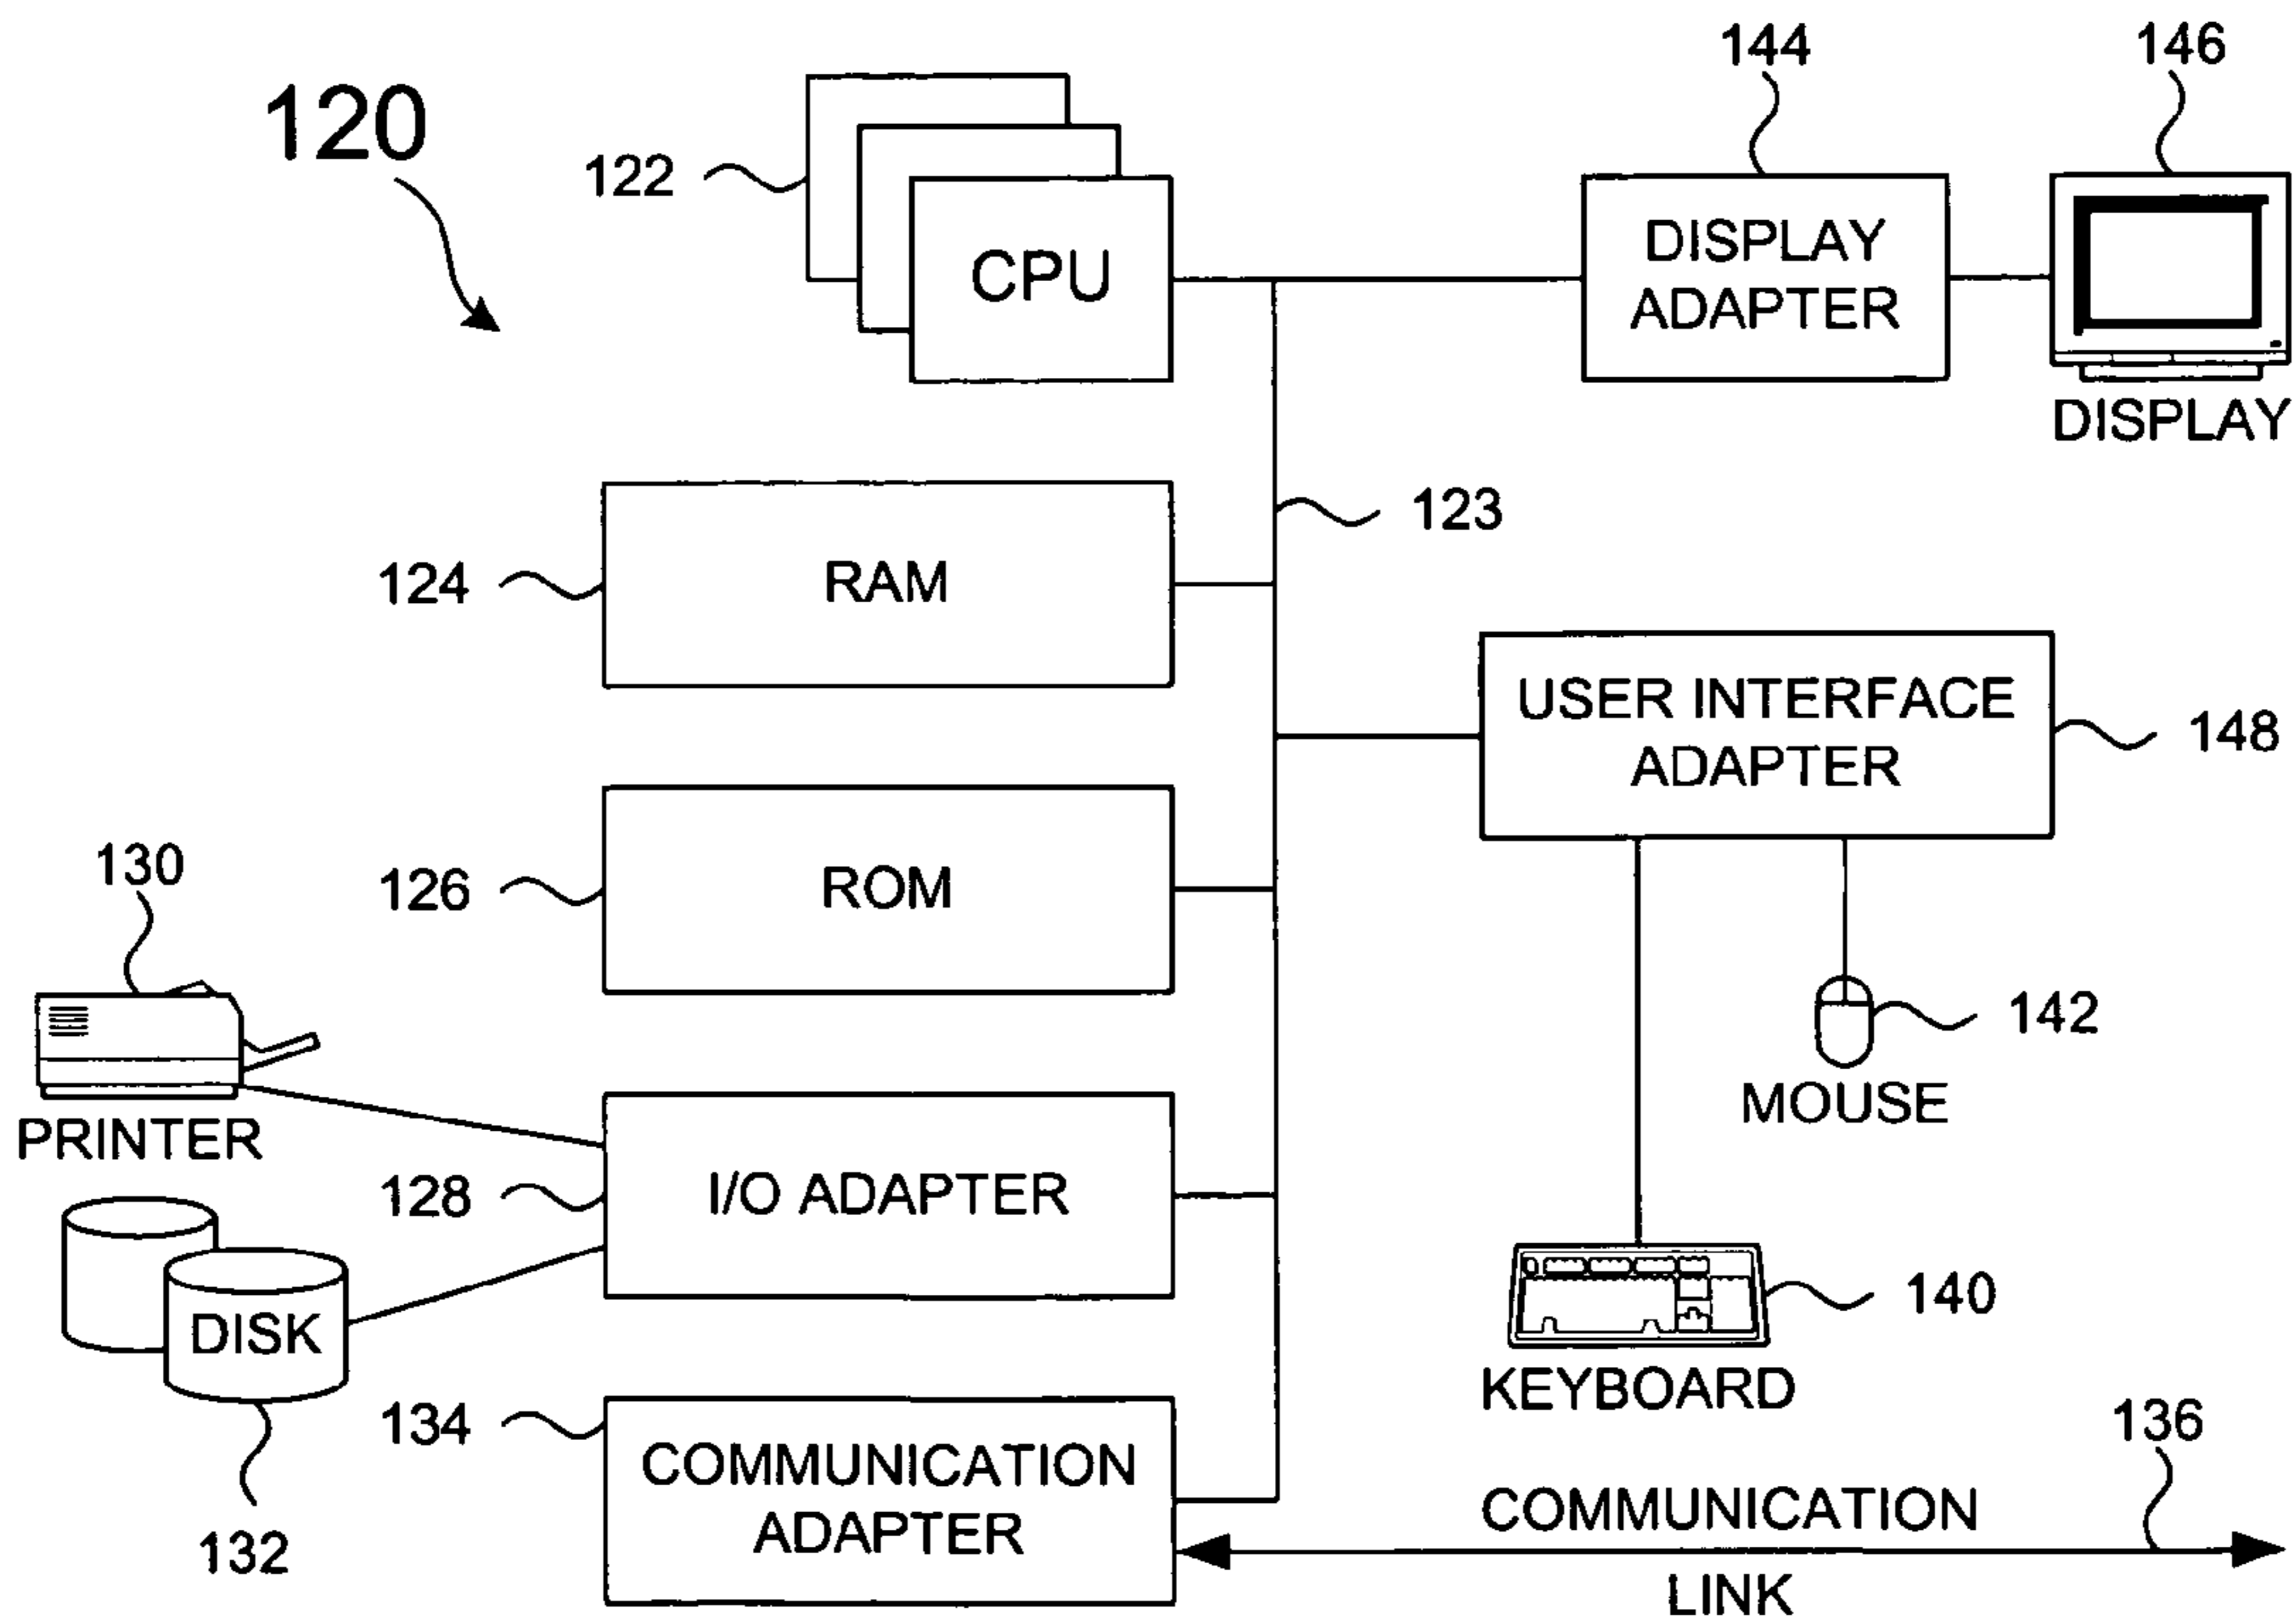 120
122
CPU
144
DISPLAY
ADAPTER
146
DISPLAY
123
124
RAM
USER INTERFACE
ADAPTER
148
126
ROM
130
PRINTER
142
MOUSE
128
I/O ADAPTER
DISK
132
140
KEYBOARD
134
COMMUNICATION
ADAPTER
136
COMMUNICATION
LINK